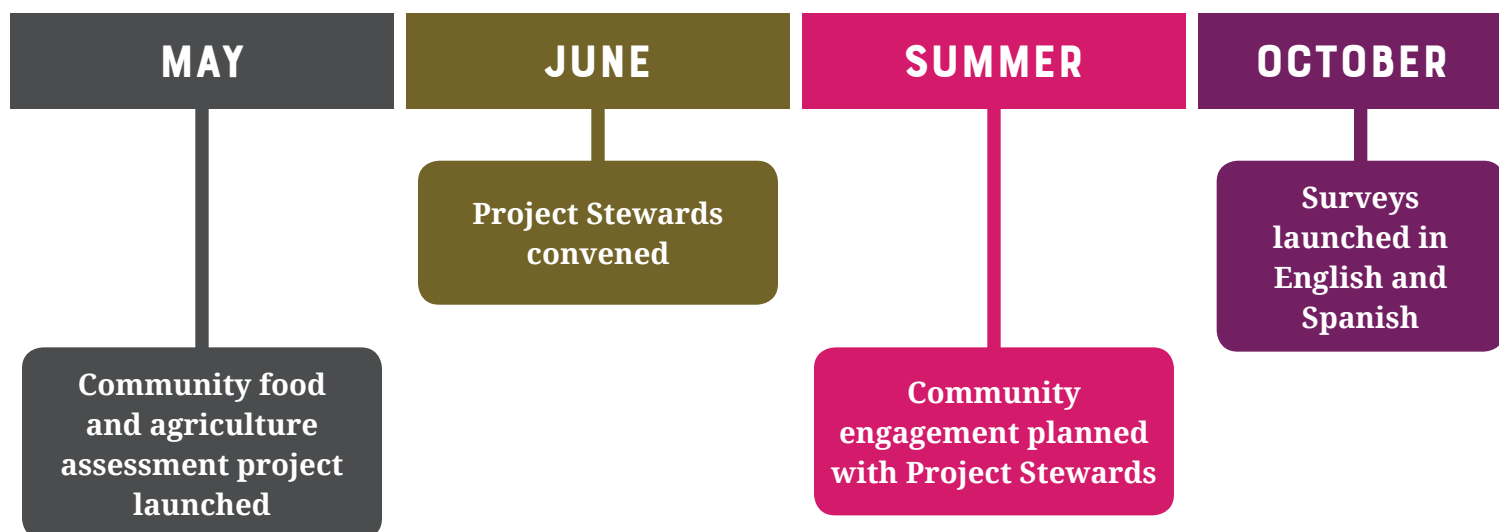 MAY
Community food
and agriculture
assessment project
launched
JUNE
Project Stewards
convened
SUMMER
Community
engagement planned
with Project Stewards
OCTOBER
Surveys
launched in
English and
Spanish